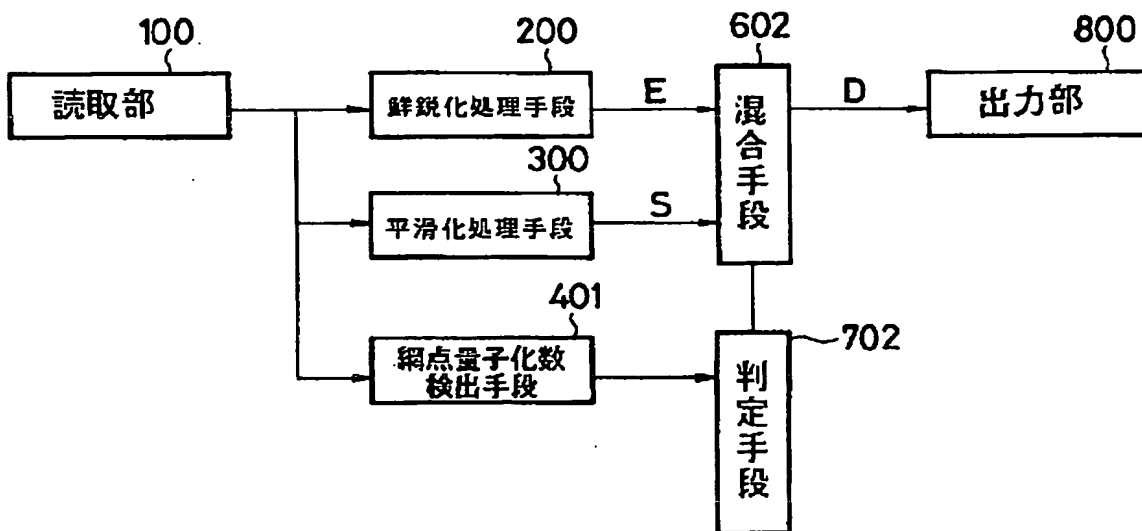 100
200
602
800
読取部
鮮鋭化処理手段
E
混合手段
D
出力部
300
平滑化処理手段
S
401
網点量子化数
検出手段
702
判定手段